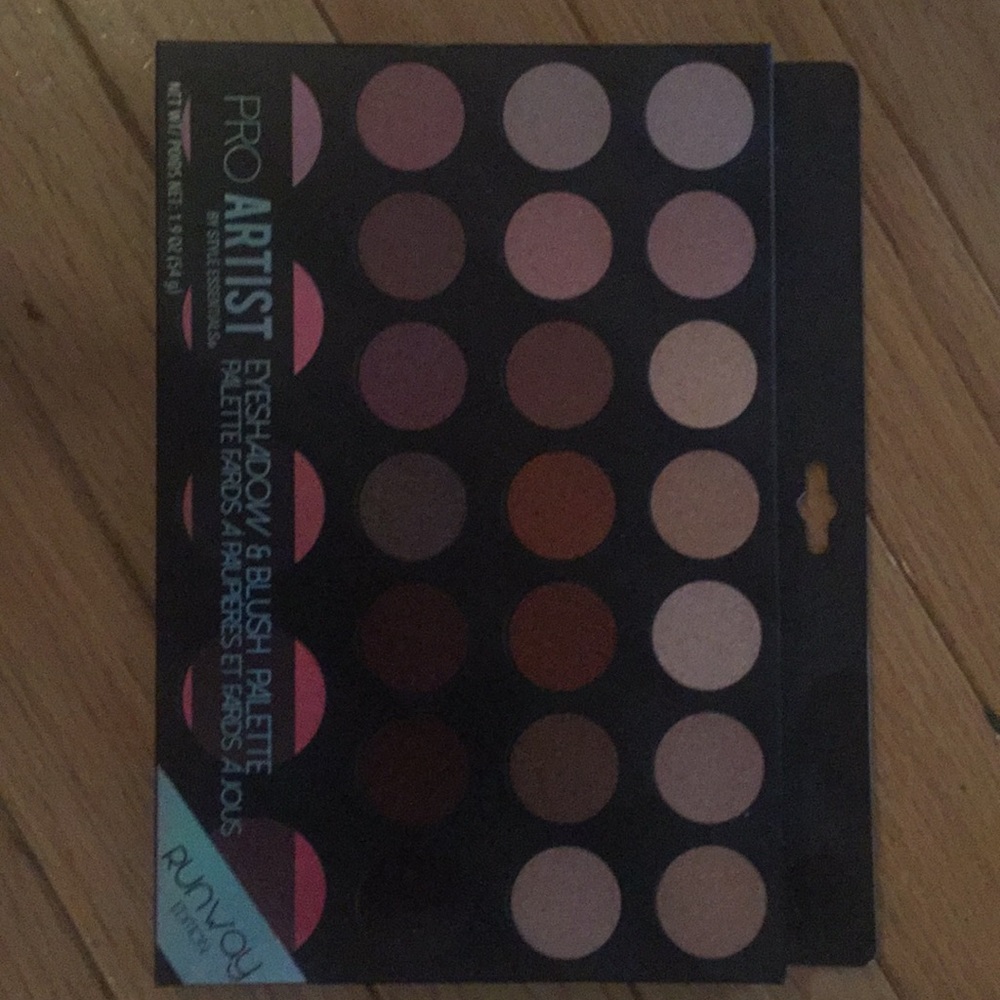 PRO ARTIST EYESHADOW & BLUSH PALETTE
BY STYLE ESSENTIALS
PALETTE FARDS À PAUPIÈRES ET FARDS À JOUS
NET WT/ POIDS NET: 1.9 OZ (54 g)
RUNWAY
EDITION